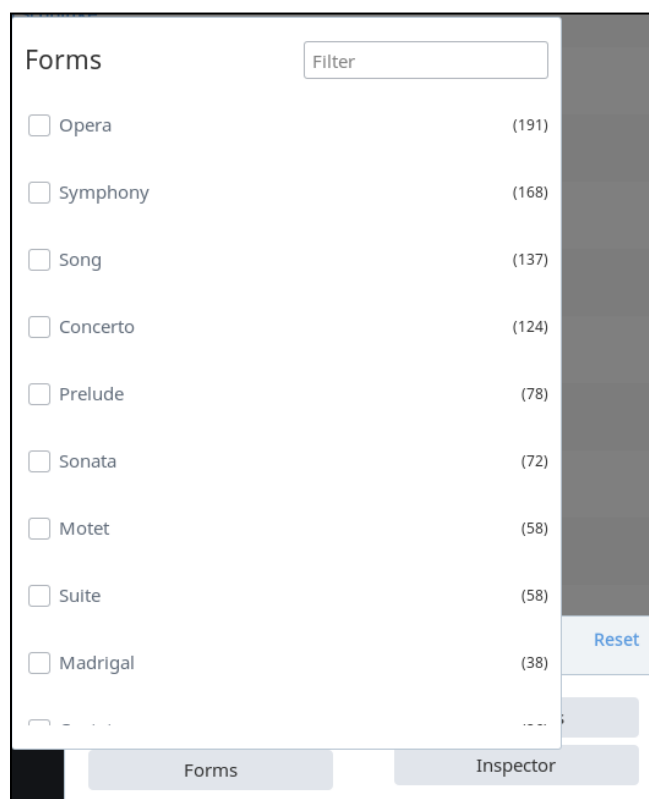 Forms
Filter
Opera (191)
Symphony (168)
Song (137)
Concerto (124)
Prelude (78)
Sonata (72)
Motet (58)
Suite (58)
Madrigal (38)
Reset
Forms
Inspector